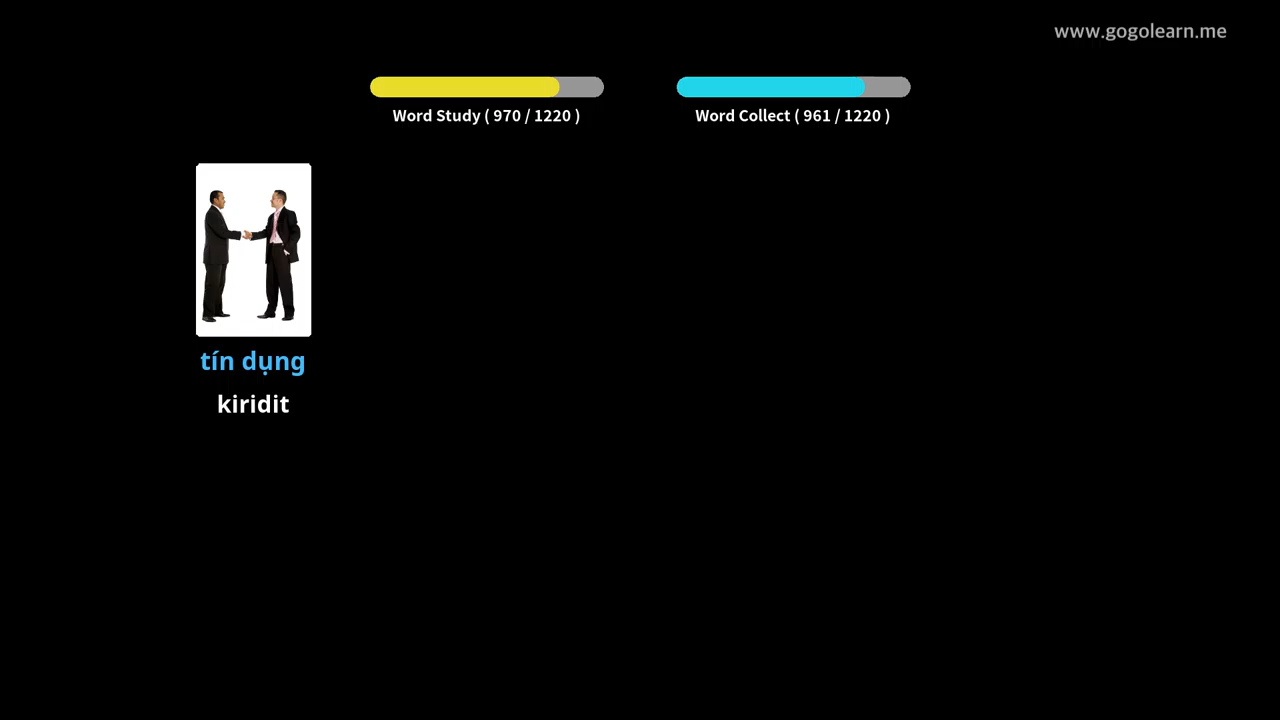 www.gogolearn.me
Word Study ( 970 / 1220 )
Word Collect ( 961 / 1220 )
tín dụng
kiridit